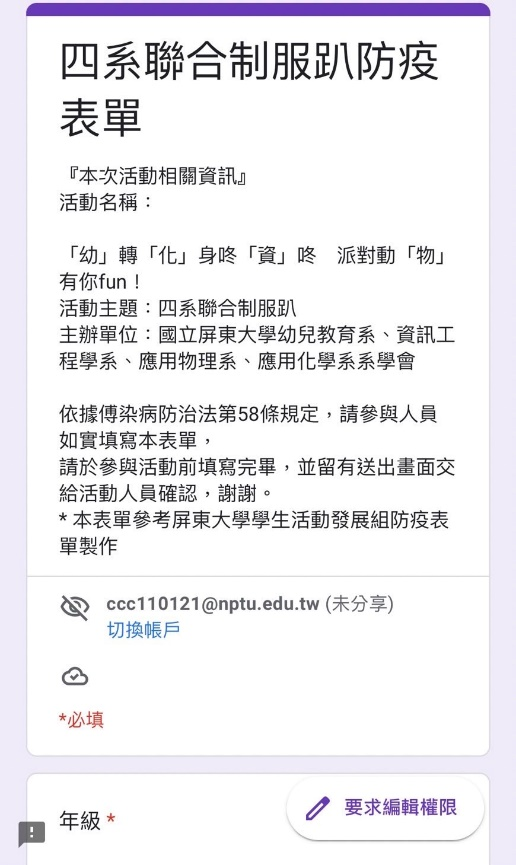 四系聯合制服趴防疫
表單
『本次活動相關資訊』
活動名稱：
「幼」轉「化」身咚「資」咚　派對動「物」
有你fun！
活動主題：四系聯合制服趴
主辦單位：國立屏東大學幼兒教育系、資訊工
程學系、應用物理系、應用化學系系學會
依據傳染病防治法第58條規定，請參與人員
如實填寫本表單，
請於參與活動前填寫完畢，並留有送出畫面交
給活動人員確認，謝謝。
* 本表單參考屏東大學學生活動發展組防疫表
單製作
ccc110121@nptu.edu.tw (未分享)
切換帳戶
*必填
年級 *
要求編輯權限